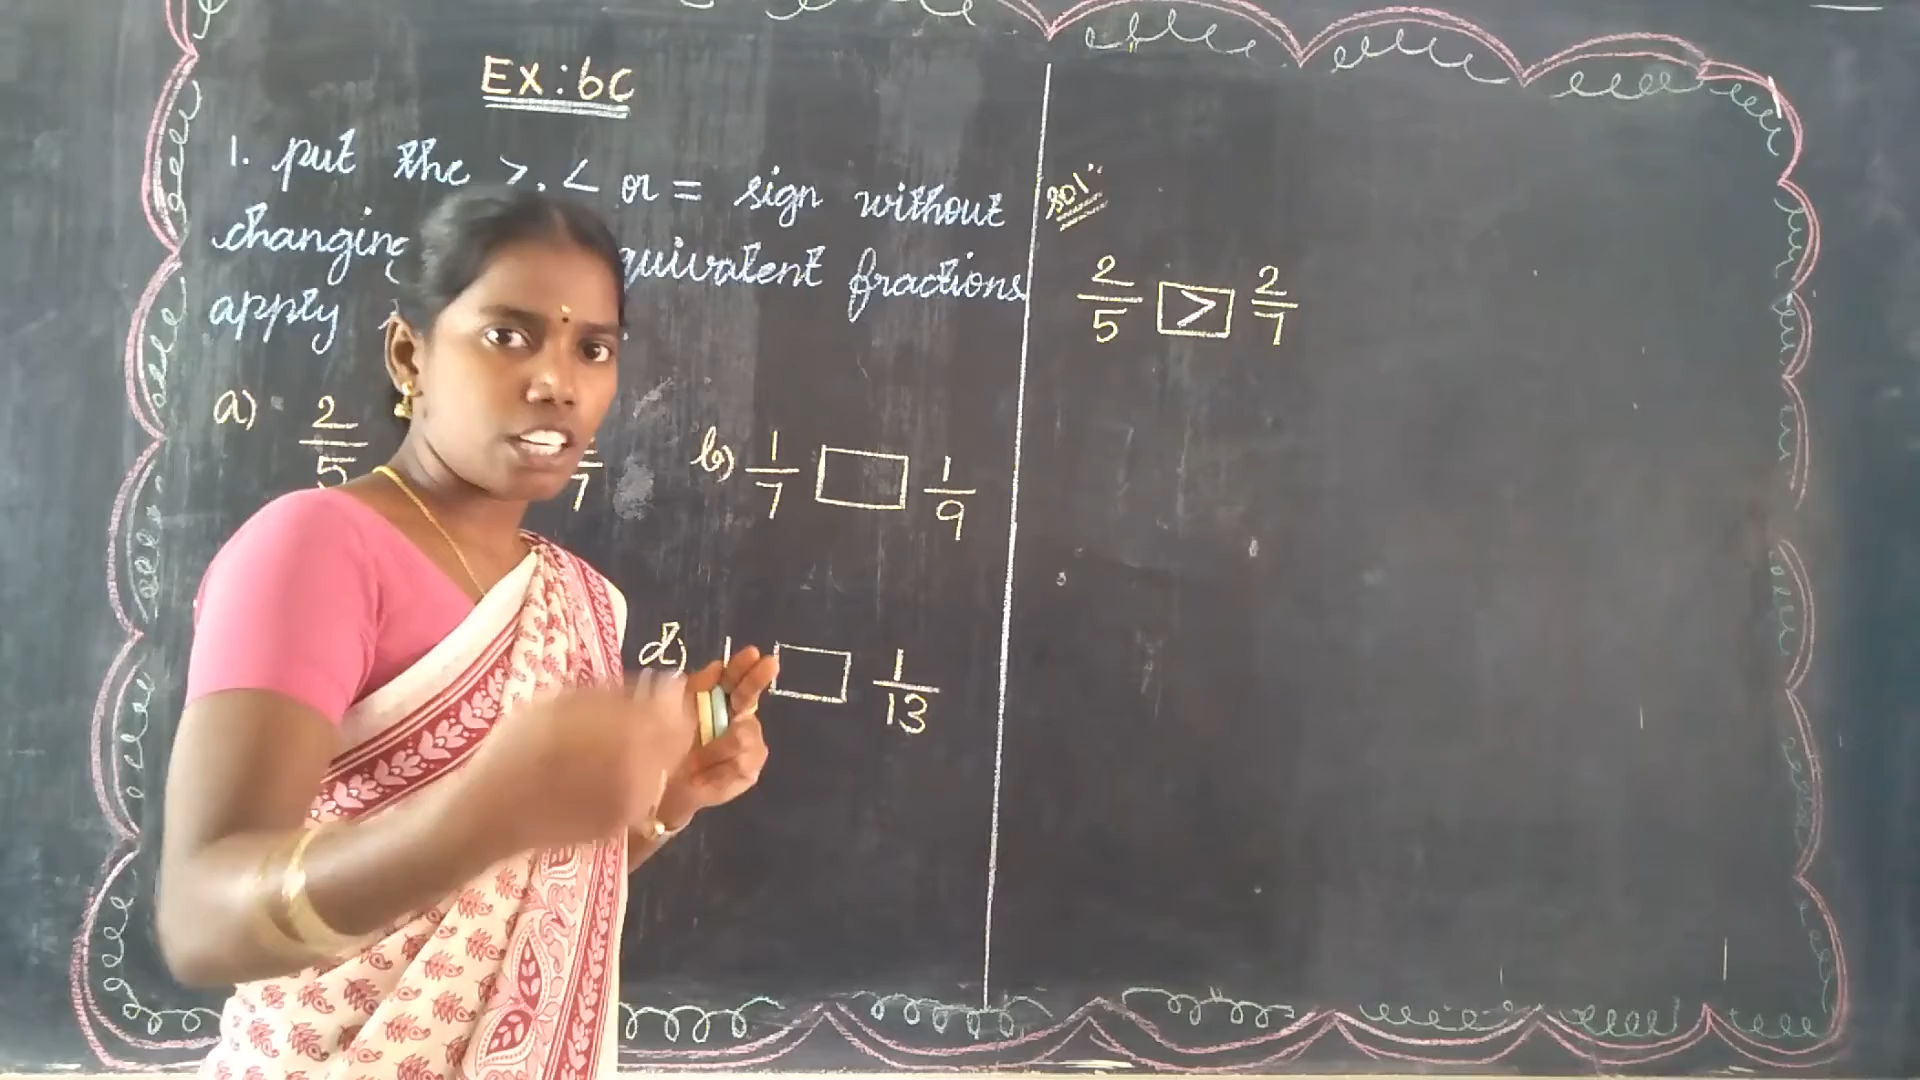 Ex: 6C
1. put the >, < or = sign without
changing quivalent fractions
apply
a) 2/5 7
b) 1/7 □ 1/9
d) 1 □ 1/13
Sol:
2/5 > 2/7